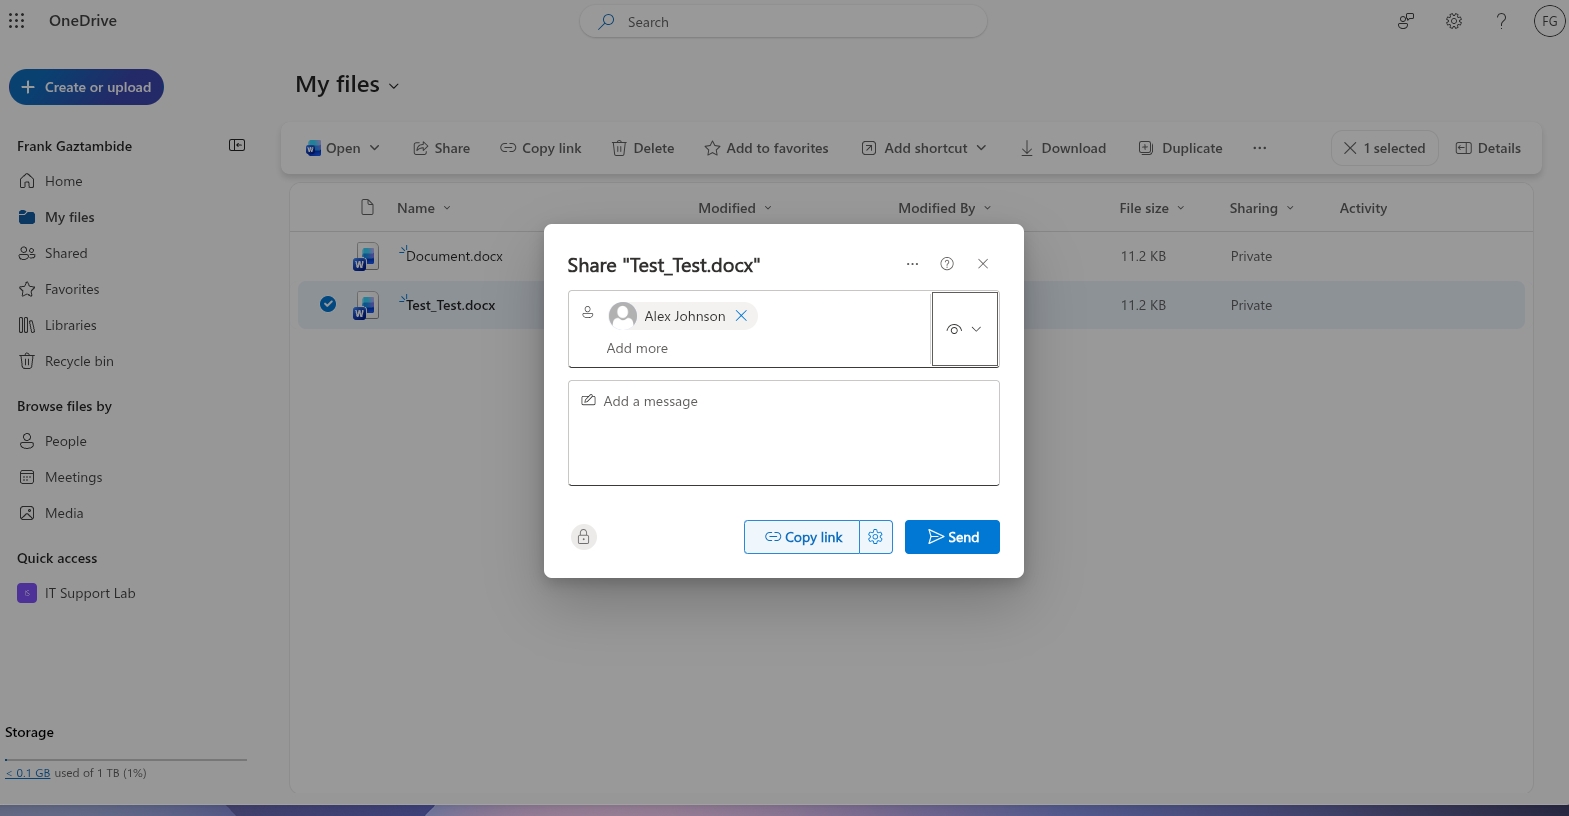 OneDrive
Search
FG
Create or upload
My files
Frank Gaztambide
Open
Share
Copy link
Delete
Add to favorites
Add shortcut
Download
Duplicate
1 selected
Details
Home
My files
Shared
Favorites
Libraries
Recycle bin
Browse files by
People
Meetings
Media
Quick access
IT Support Lab
Storage
< 0.1 GB used of 1 TB (1%)
Name
Modified
Modified By
File size
Sharing
Activity
Document.docx
11.2 KB
Private
Test_Test.docx
11.2 KB
Private
Share "Test_Test.docx"
Alex Johnson
Add more
Add a message
Copy link
Send